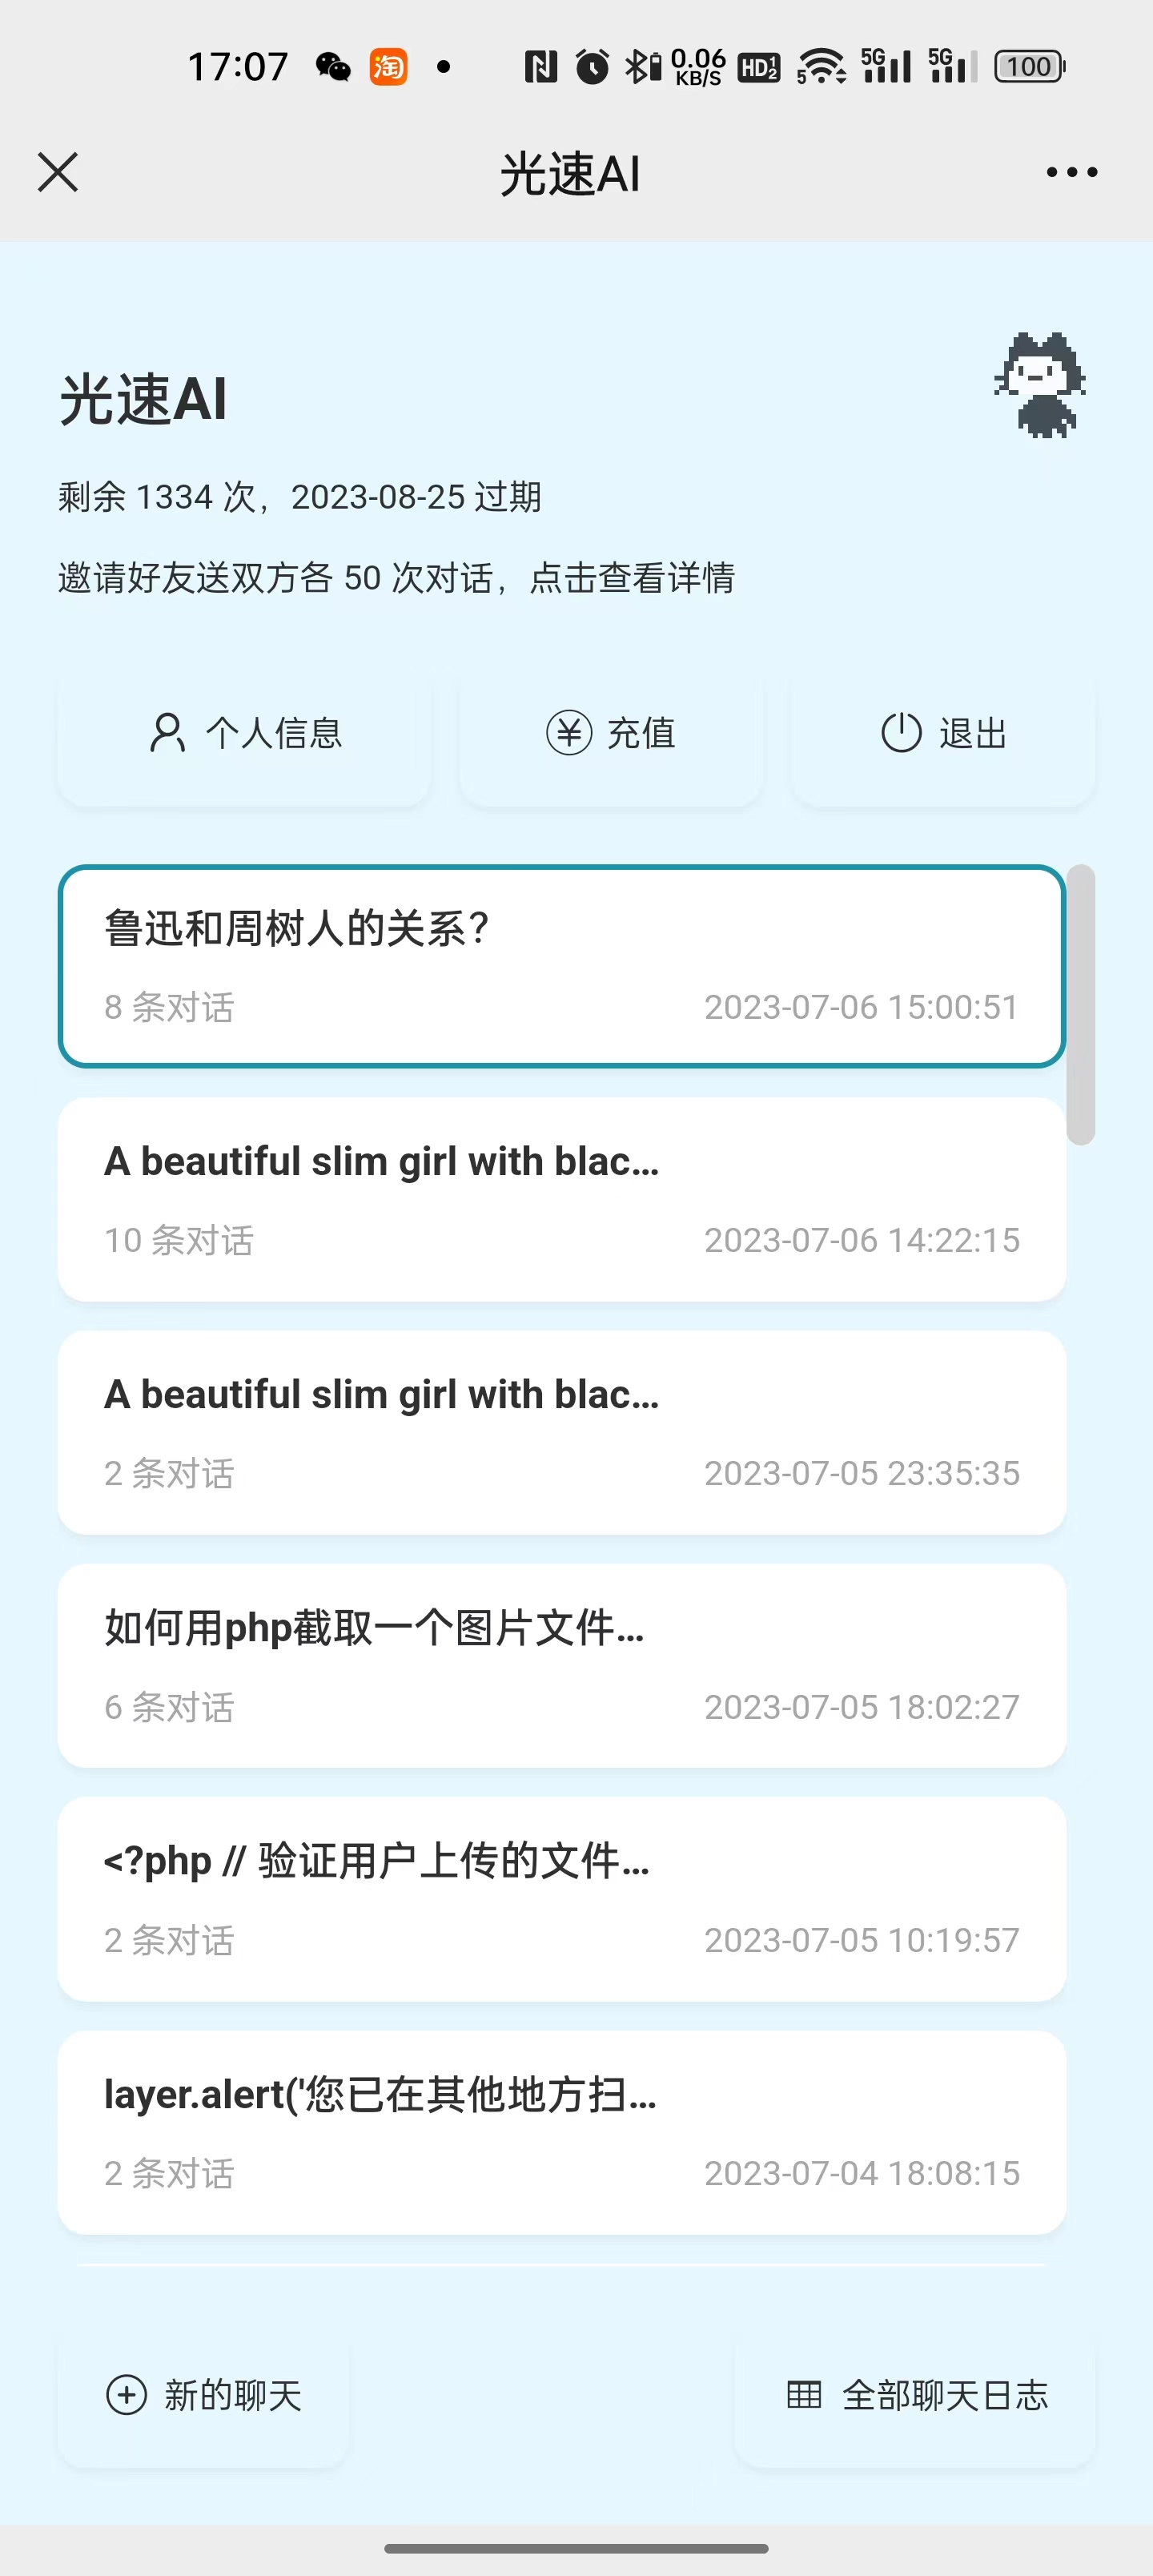 17:07 淘 0.06 KB/S HD 1 2 5 5G 5G 100
光速AI
光速AI
剩余 1334 次，2023-08-25 过期
邀请好友送双方各 50 次对话，点击查看详情
个人信息 充值 退出
鲁迅和周树人的关系?
8 条对话 2023-07-06 15:00:51
A beautiful slim girl with blac...
10 条对话 2023-07-06 14:22:15
A beautiful slim girl with blac...
2 条对话 2023-07-05 23:35:35
如何用php截取一个图片文件...
6 条对话 2023-07-05 18:02:27
<?php // 验证用户上传的文件...
2 条对话 2023-07-05 10:19:57
layer.alert('您已在其他地方扫...
2 条对话 2023-07-04 18:08:15
新的聊天 全部聊天日志